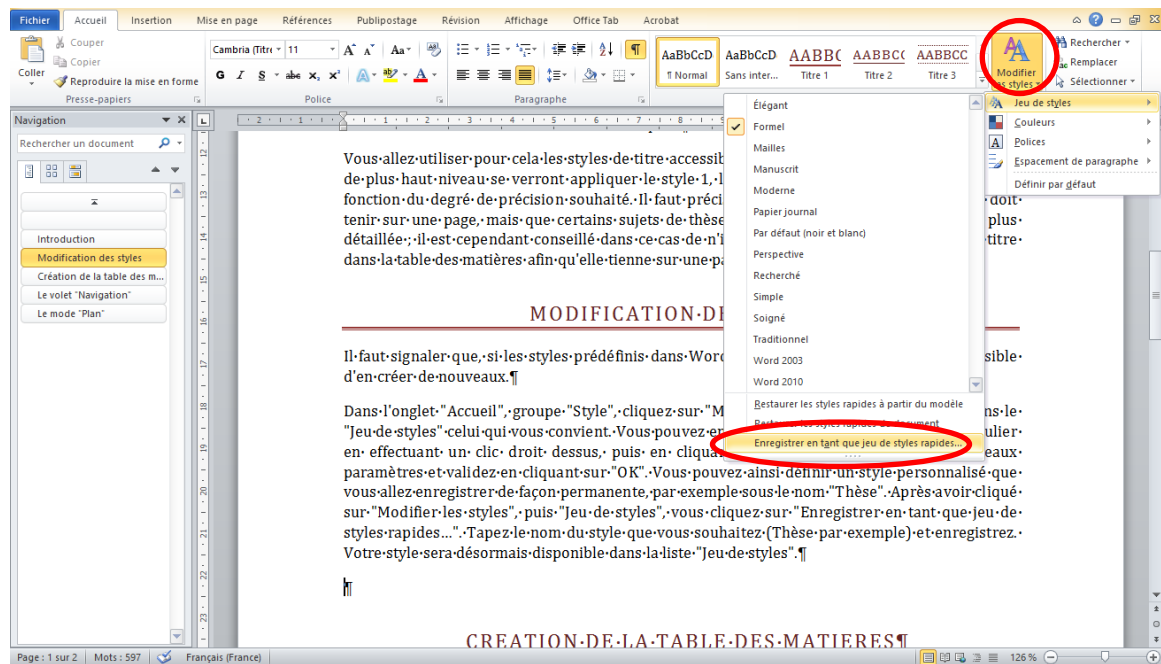 Fichier Accueil Insertion Mise en page Références Publipostage Révision Affichage Office Tab Acrobat
Couper
Copier
Coller
Reproduire la mise en forme
Presse-papiers
Cambria (Titre 11
G I S abc X₂ X²
Police
Paragraphe
AaBbCcD AaBbCcD AABBC AABBCC AABBCC
¶ Normal Sans inter... Titre 1 Titre 2 Titre 3
Modifier
les styles
Rechercher
Remplacer
Sélectionner
Jeu de styles
Couleurs
Polices
Espacement de paragraphe
Définir par défaut
Élégant
Formel
Mailles
Manuscrit
Moderne
Papier journal
Par défaut (noir et blanc)
Perspective
Recherché
Simple
Soigné
Traditionnel
Word 2003
Word 2010
Restaurer les styles rapides à partir du modèle
Restaurer les styles rapides du document
Enregistrer en tant que jeu de styles rapides...
Navigation
Rechercher un document
Introduction
Modification des styles
Création de la table des m...
Le volet "Navigation"
Le mode "Plan"
Vous·allez·utiliser·pour·cela·les·styles·de·titre·accessib
de·plus·haut·niveau·se·verront·appliquer·le·style·1,·l
fonction·du·degré·de·précision·souhaité.·Il·faut·préci doit·
tenir·sur·une·page,·mais·que·certains·sujets·de·thèse plus·
détaillée·;·il·est·cependant·conseillé·dans·ce·cas·de·n'i titre·
dans·la·table·des·matières·afin·qu'elle·tienne·sur·une·pa
MODIFICATION·DE
Il·faut·signaler·que,·si·les·styles·prédéfinis·dans·Word sible·
d'en·créer·de·nouveaux.¶
Dans·l'onglet·"Accueil",·groupe·"Style",·cliquez·sur·"M ns·le·
"Jeu·de·styles"·celui·qui·vous·convient.·Vous·pouvez·en ulier·
en·effectuant·un·clic·droit·dessus,·puis·en·cliqua eaux·
paramètres·et·validez·en·cliquant·sur·"OK".·Vous·pouvez·ainsi·définir·un·style·personnalisé·que·
vous·allez·enregistrer·de·façon·permanente,·par·exemple·sous·le·nom·"Thèse".·Après·avoir·cliqué·
sur·"Modifier·les·styles",·puis·"Jeu·de·styles",·vous·cliquez·sur·"Enregistrer·en·tant·que·jeu·de·
styles·rapides...".·Tapez·le·nom·du·style·que·vous·souhaitez·(Thèse·par·exemple)·et·enregistrez.·
Votre·style·sera·désormais·disponible·dans·la·liste·"Jeu·de·styles".¶
¶
CREATION·DE·LA·TABLE·DES·MATIERES¶
Page : 1 sur 2 Mots : 597 Français (France) 126 %